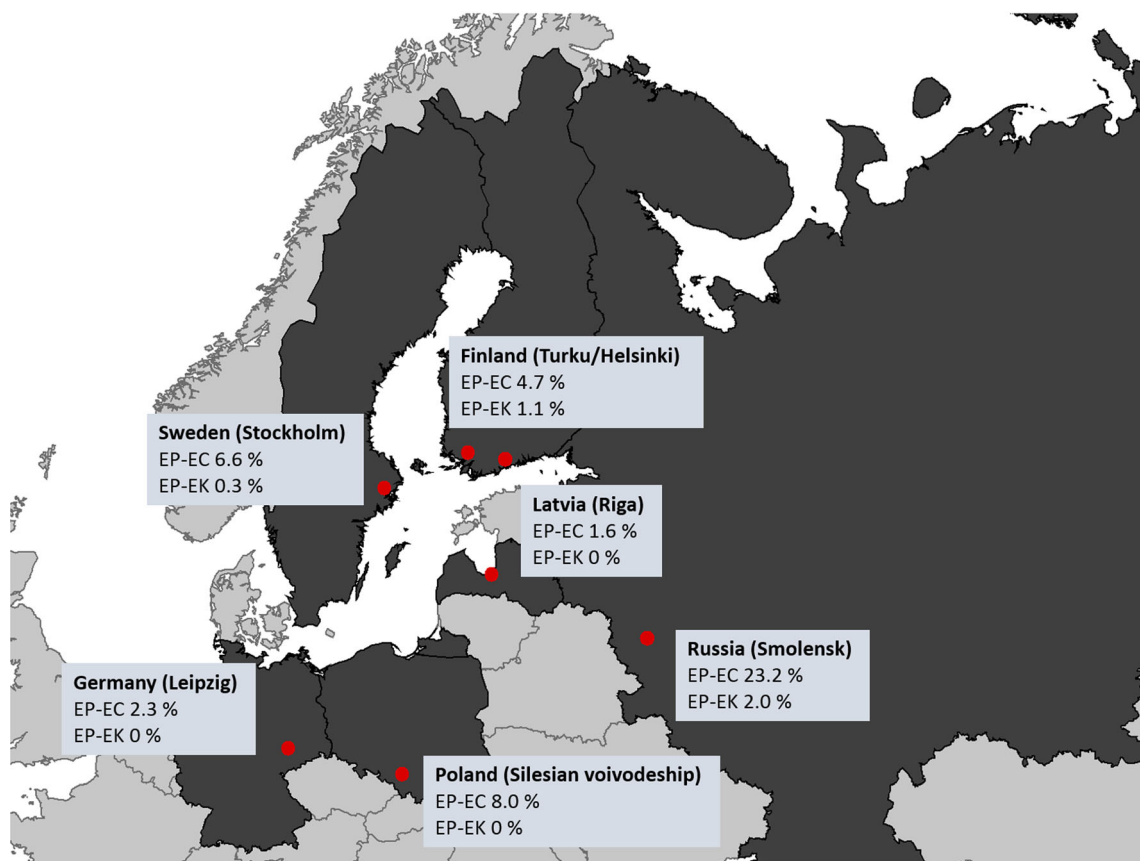 Finland (Turku/Helsinki)
EP-EC 4.7 %
EP-EK 1.1 %
Sweden (Stockholm)
EP-EC 6.6 %
EP-EK 0.3 %
Latvia (Riga)
EP-EC 1.6 %
EP-EK 0 %
Russia (Smolensk)
EP-EC 23.2 %
EP-EK 2.0 %
Germany (Leipzig)
EP-EC 2.3 %
EP-EK 0 %
Poland (Silesian voivodeship)
EP-EC 8.0 %
EP-EK 0 %